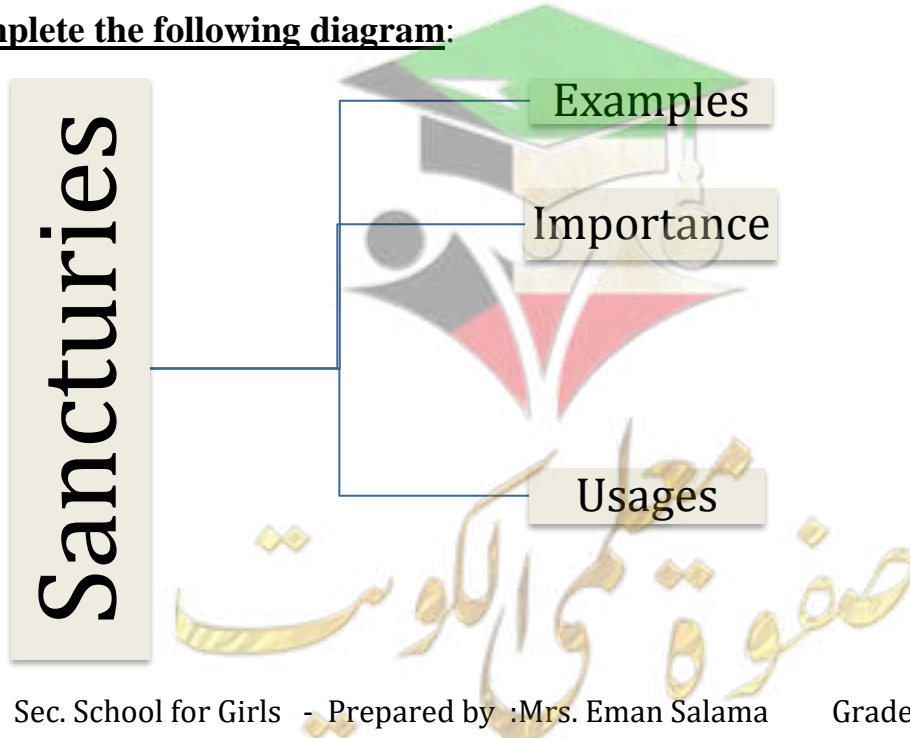 mplete the following diagram:
Sancturies
Examples
Importance
Usages
صفوة معلمي الكويت
Sec. School for Girls - Prepared by :Mrs. Eman Salama Grade